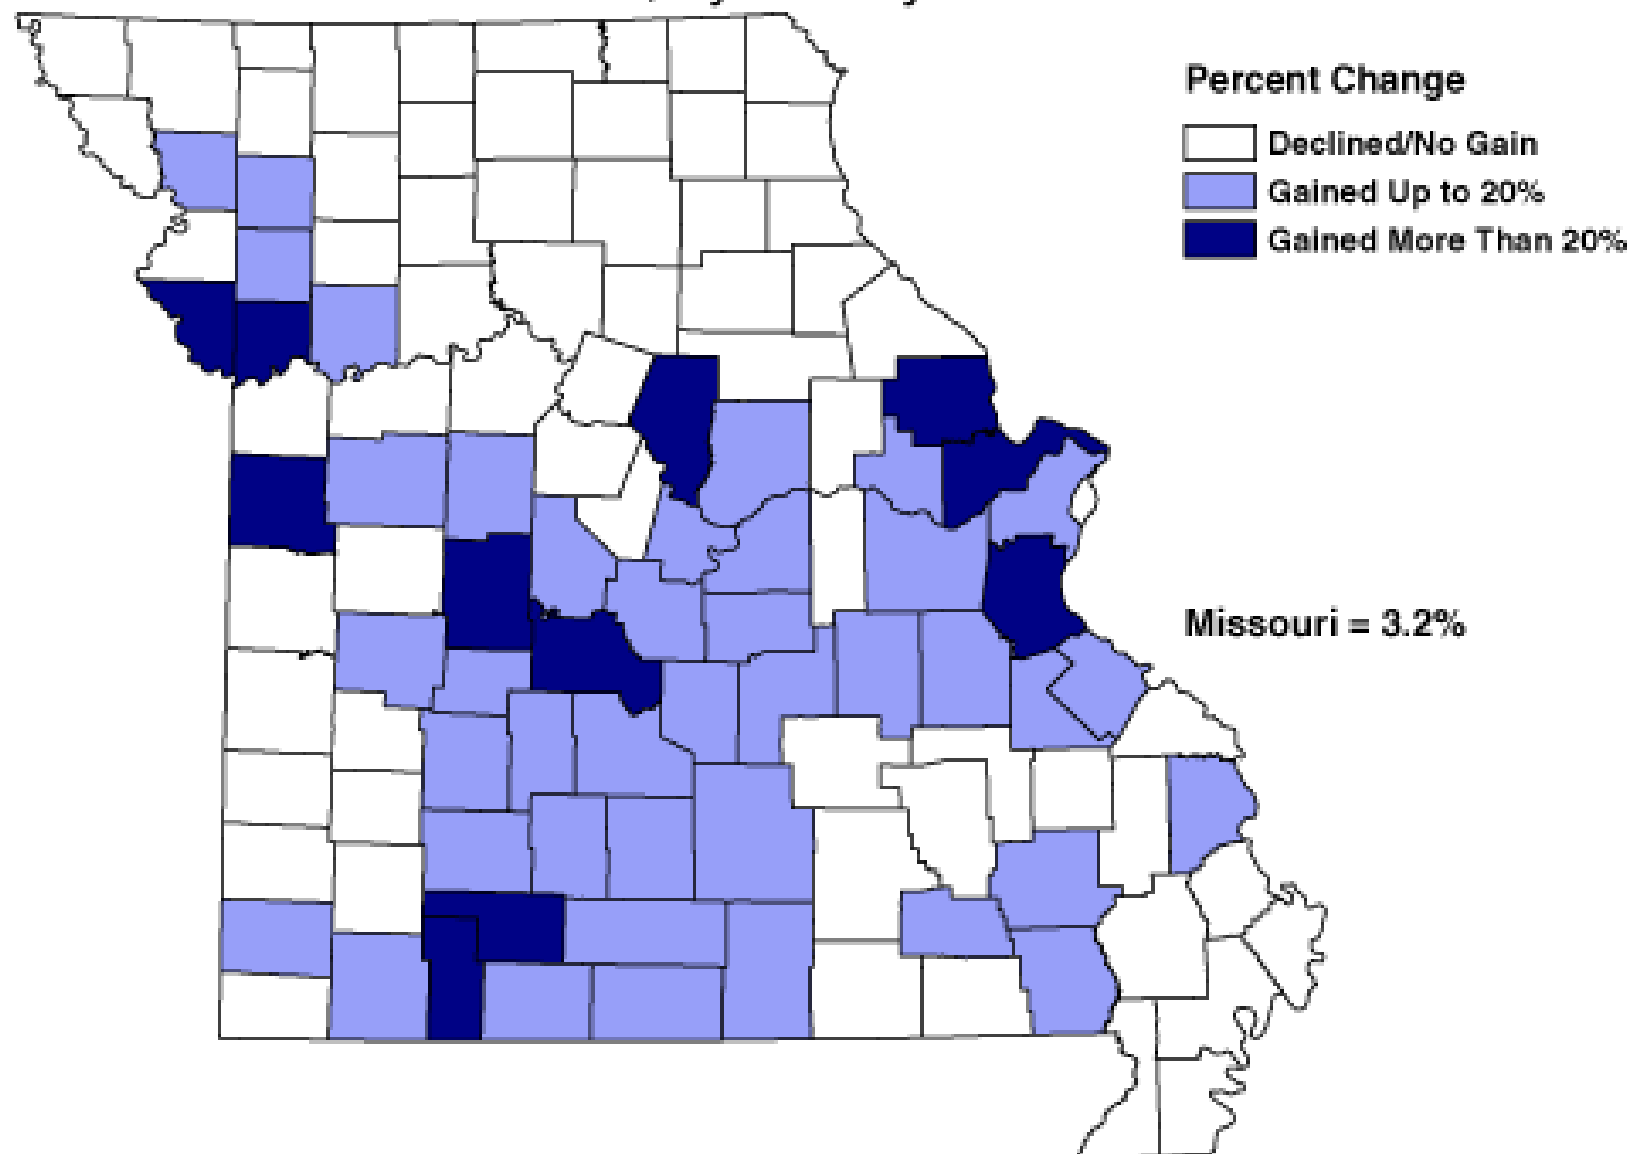 Percent Change
Declined/No Gain
Gained Up to 20%
Gained More Than 20%
Missouri = 3.2%